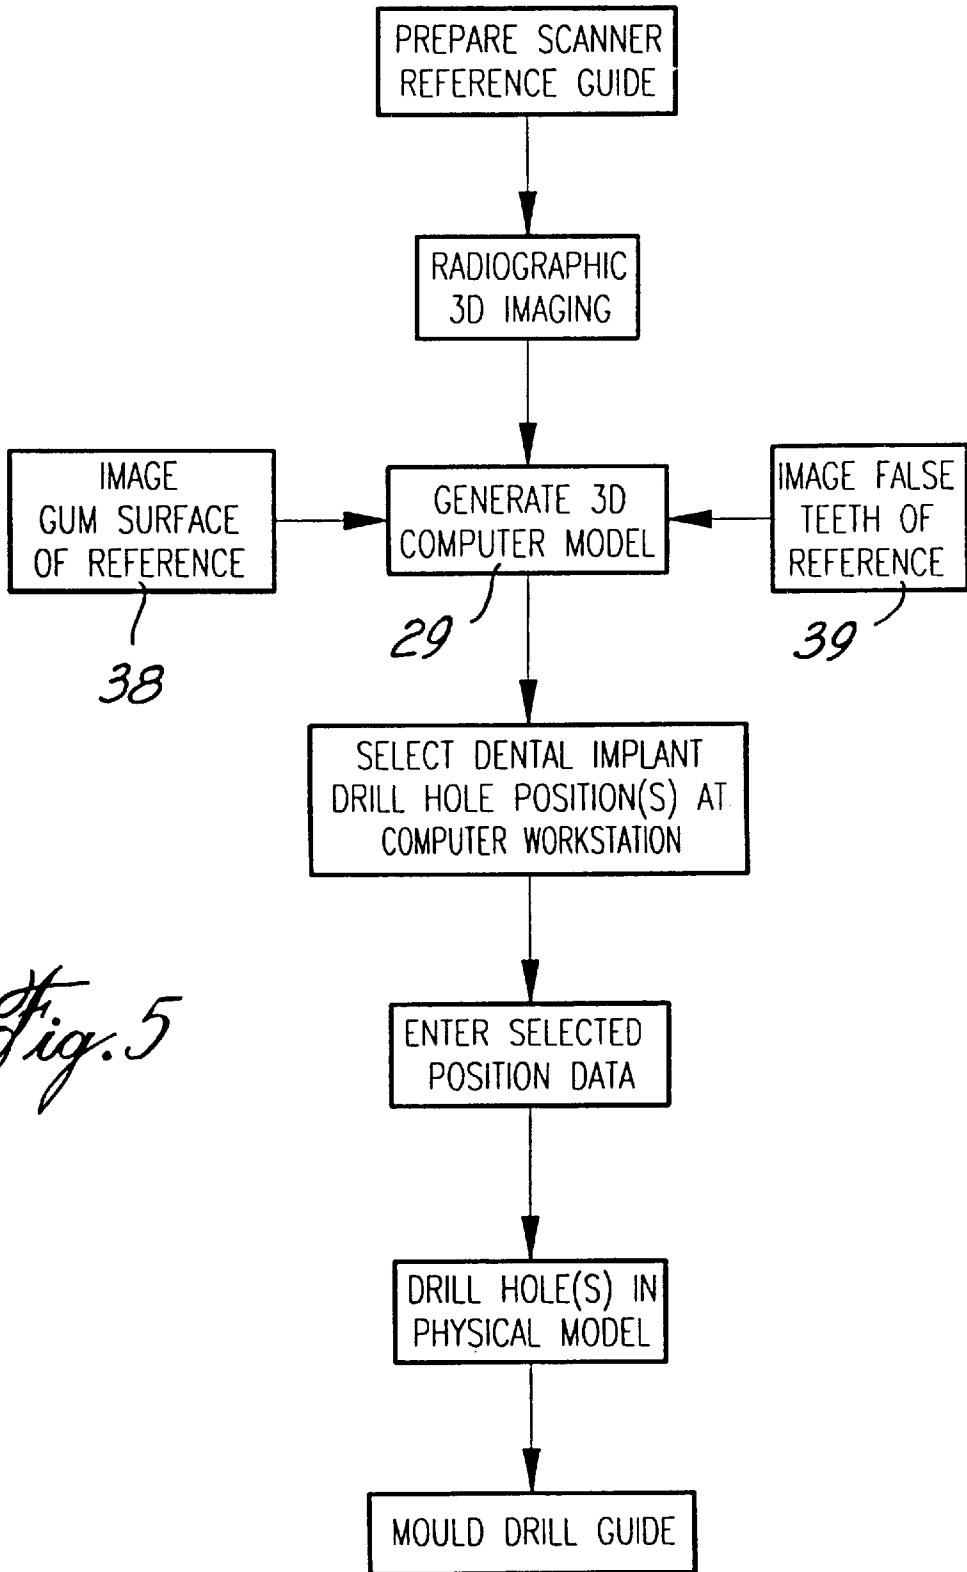 PREPARE SCANNER
REFERENCE GUIDE
RADIOGRAPHIC
3D IMAGING
IMAGE
GUM SURFACE
OF REFERENCE
38
GENERATE 3D
COMPUTER MODEL
29
IMAGE FALSE
TEETH OF
REFERENCE
39
SELECT DENTAL IMPLANT
DRILL HOLE POSITION(S) AT
COMPUTER WORKSTATION
Fig. 5
ENTER SELECTED
POSITION DATA
DRILL HOLE(S) IN
PHYSICAL MODEL
MOULD DRILL GUIDE